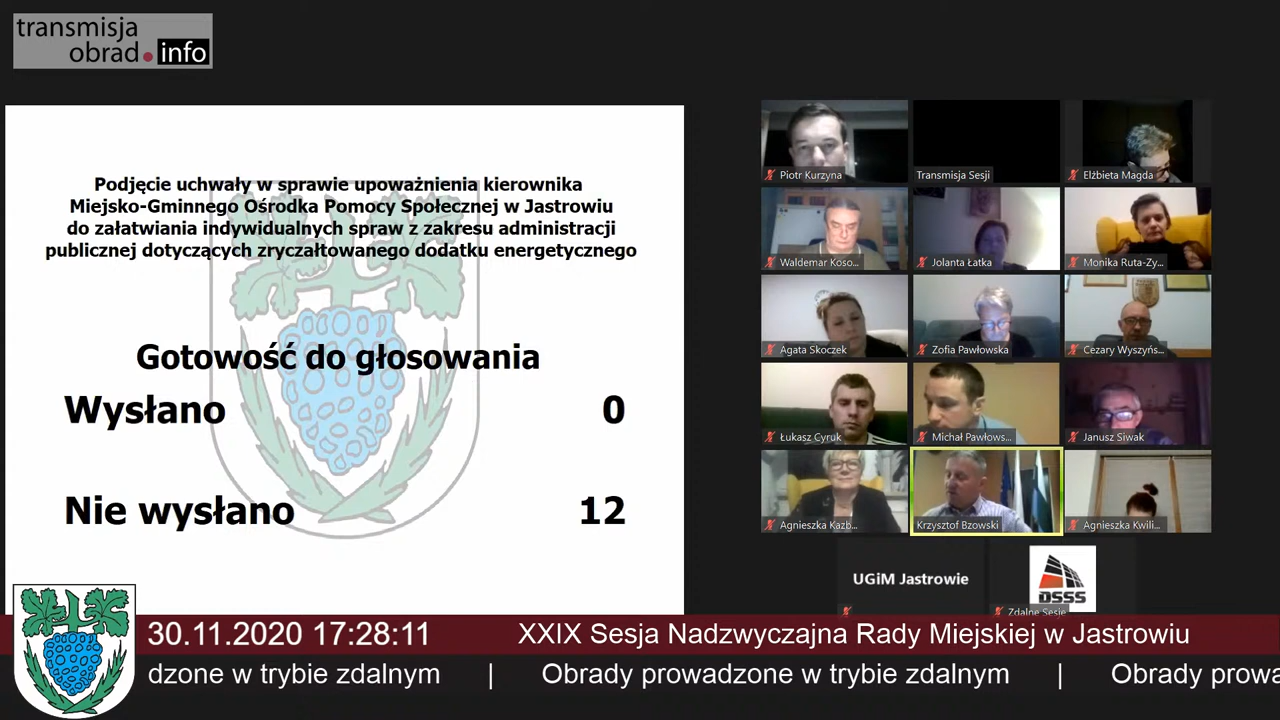 transmisja
obrad.info
Podjęcie uchwały w sprawie upoważnienia kierownika
Miejsko-Gminnego Ośrodka Pomocy Społecznej w Jastrowiu
do załatwiania indywidualnych spraw z zakresu administracji
publicznej dotyczących zryczałtowanego dodatku energetycznego
Gotowość do głosowania
Wysłano 0
Nie wysłano 12
Piotr Kurzyna
Transmisja Sesji
Elżbieta Magda
Waldemar Koso...
Jolanta Łatka
Monika Ruta-Zy...
Agata Skoczek
Zofia Pawłowska
Cezary Wyszyńs...
Łukasz Cyruk
Michał Pawłows...
Janusz Siwak
Agnieszka Kazb...
Krzysztof Bzowski
Agnieszka Kwili...
UGiM Jastrowie
DSSS
Zdalne Sesje
30.11.2020 17:28:11 XXIX Sesja Nadzwyczajna Rady Miejskiej w Jastrowiu
dzone w trybie zdalnym | Obrady prowadzone w trybie zdalnym | Obrady prowa